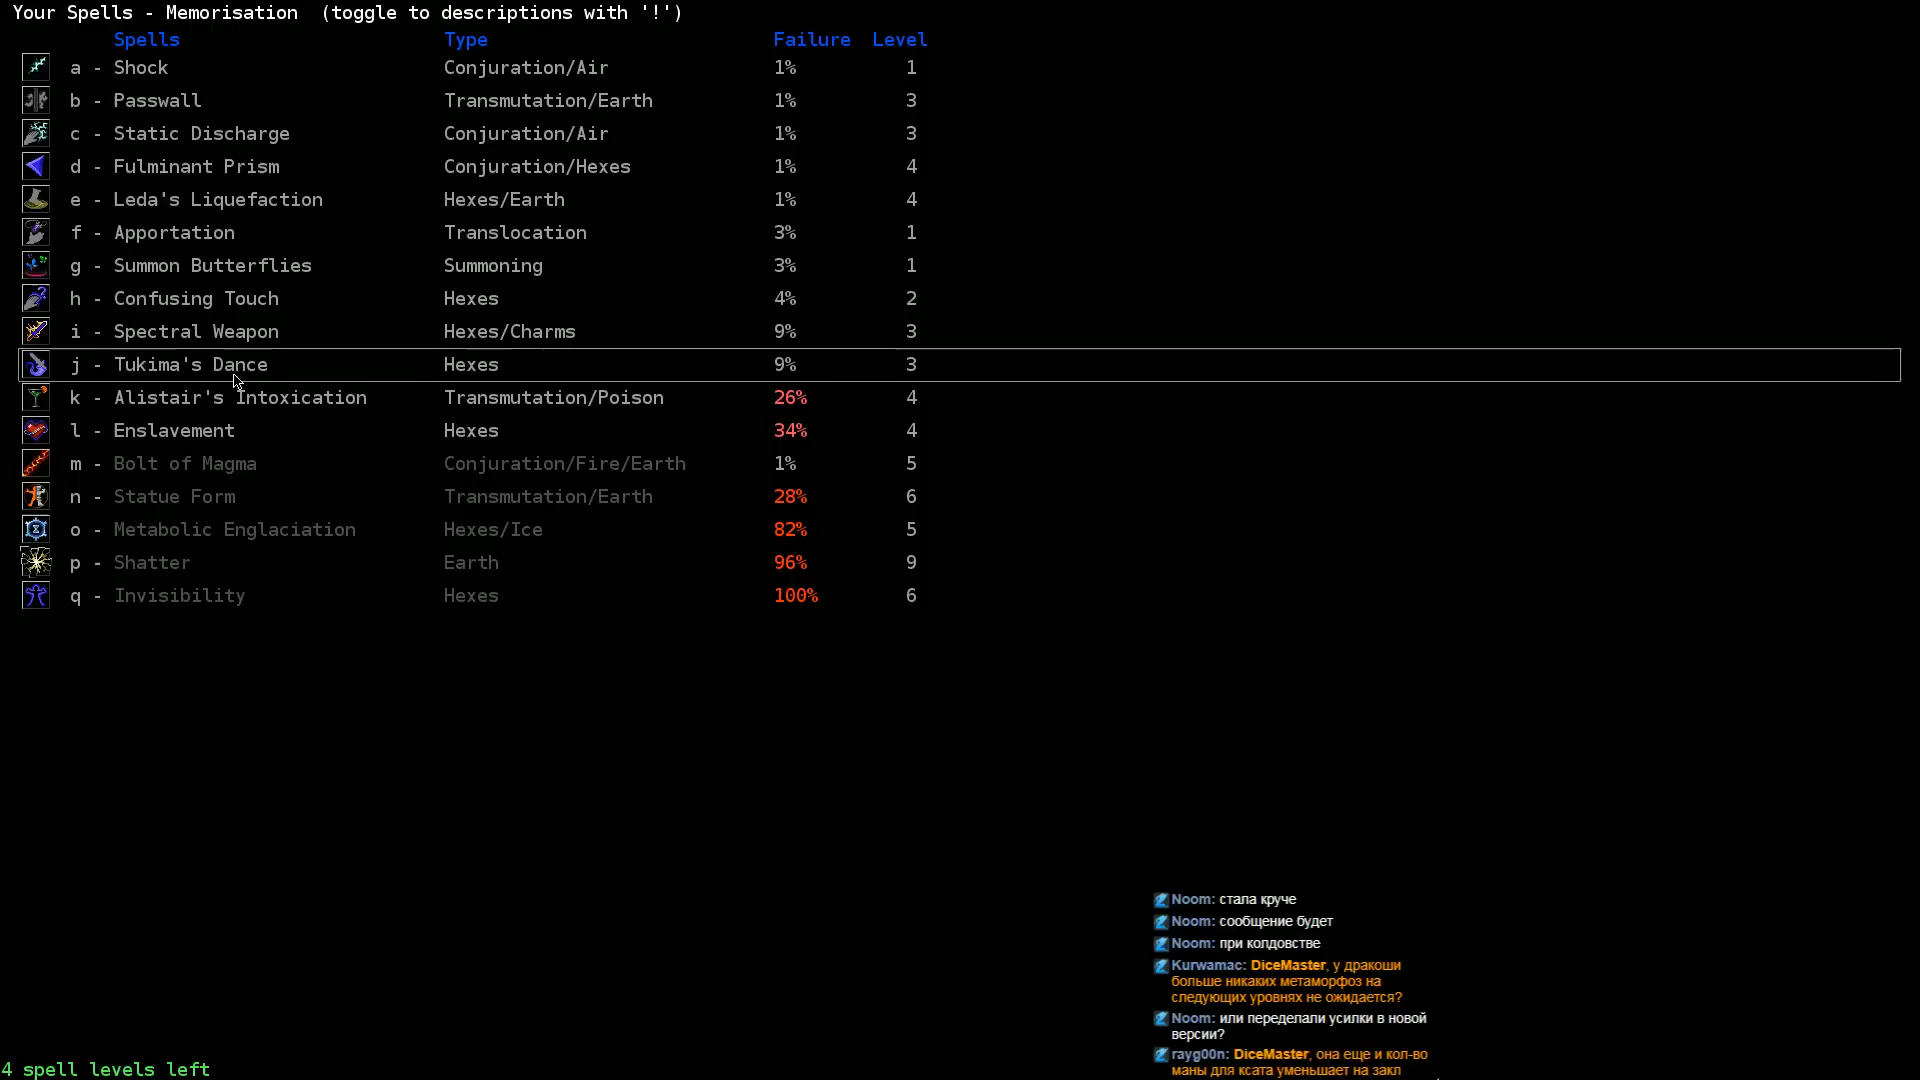 Your Spells - Memorisation (toggle to descriptions with '!')
Spells Type Failure Level
a - Shock Conjuration/Air 1% 1
b - Passwall Transmutation/Earth 1% 3
c - Static Discharge Conjuration/Air 1% 3
d - Fulminant Prism Conjuration/Hexes 1% 4
e - Leda's Liquefaction Hexes/Earth 1% 4
f - Apportation Translocation 3% 1
g - Summon Butterflies Summoning 3% 1
h - Confusing Touch Hexes 4% 2
i - Spectral Weapon Hexes/Charms 9% 3
j - Tukima's Dance Hexes 9% 3
k - Alistair's Intoxication Transmutation/Poison 26% 4
l - Enslavement Hexes 34% 4
m - Bolt of Magma Conjuration/Fire/Earth 1% 5
n - Statue Form Transmutation/Earth 28% 6
o - Metabolic Englaciation Hexes/Ice 82% 5
p - Shatter Earth 96% 9
q - Invisibility Hexes 100% 6
Noom: стала круче
Noom: сообщение будет
Noom: при колдовстве
Kurwamac: DiceMaster, у дракоши
больше никаких метаморфоз на
следующих уровнях не ожидается?
Noom: или переделали усилки в новой
версии?
rayg00n: DiceMaster, она еще и кол-во
маны для ксата уменьшает на закл
4 spell levels left